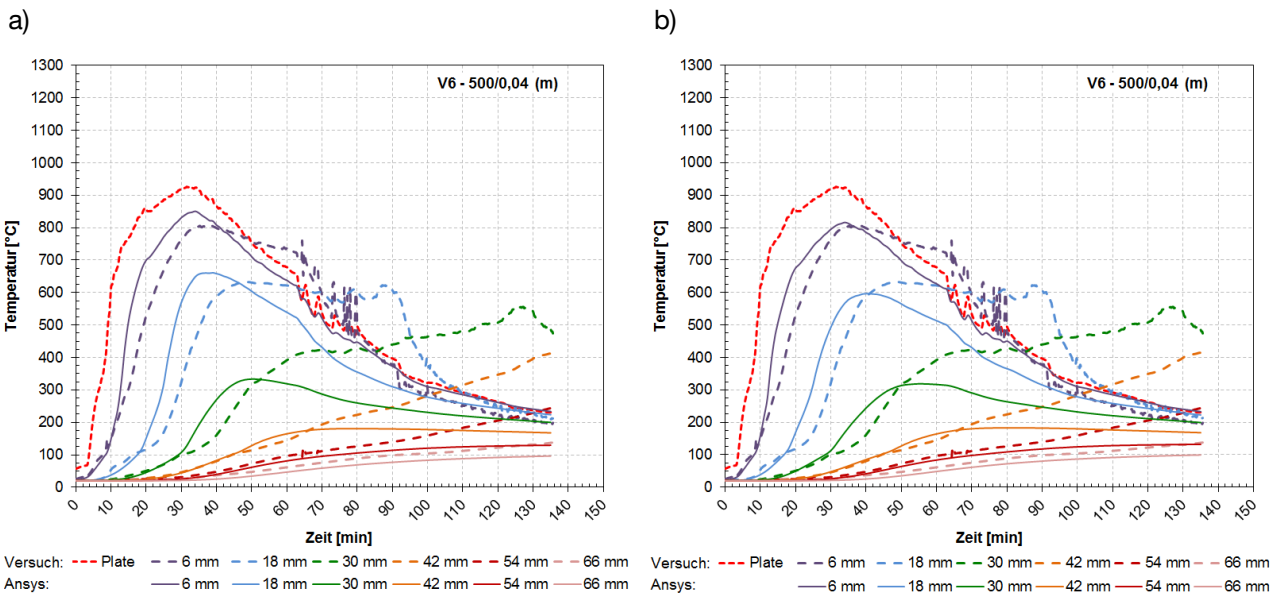 a)
V6 - 500/0,04 (m)
Temperatur [°C]
1300
1200
1100
1000
900
800
700
600
500
400
300
200
100
0
0 10 20 30 40 50 60 70 80 90 100 110 120 130 140 150
Zeit [min]
Versuch: Plate 6 mm 18 mm 30 mm 42 mm 54 mm 66 mm
Ansys: 6 mm 18 mm 30 mm 42 mm 54 mm 66 mm
b)
V6 - 500/0,04 (m)
Temperatur [°C]
1300
1200
1100
1000
900
800
700
600
500
400
300
200
100
0
0 10 20 30 40 50 60 70 80 90 100 110 120 130 140 150
Zeit [min]
Versuch: Plate 6 mm 18 mm 30 mm 42 mm 54 mm 66 mm
Ansys: 6 mm 18 mm 30 mm 42 mm 54 mm 66 mm